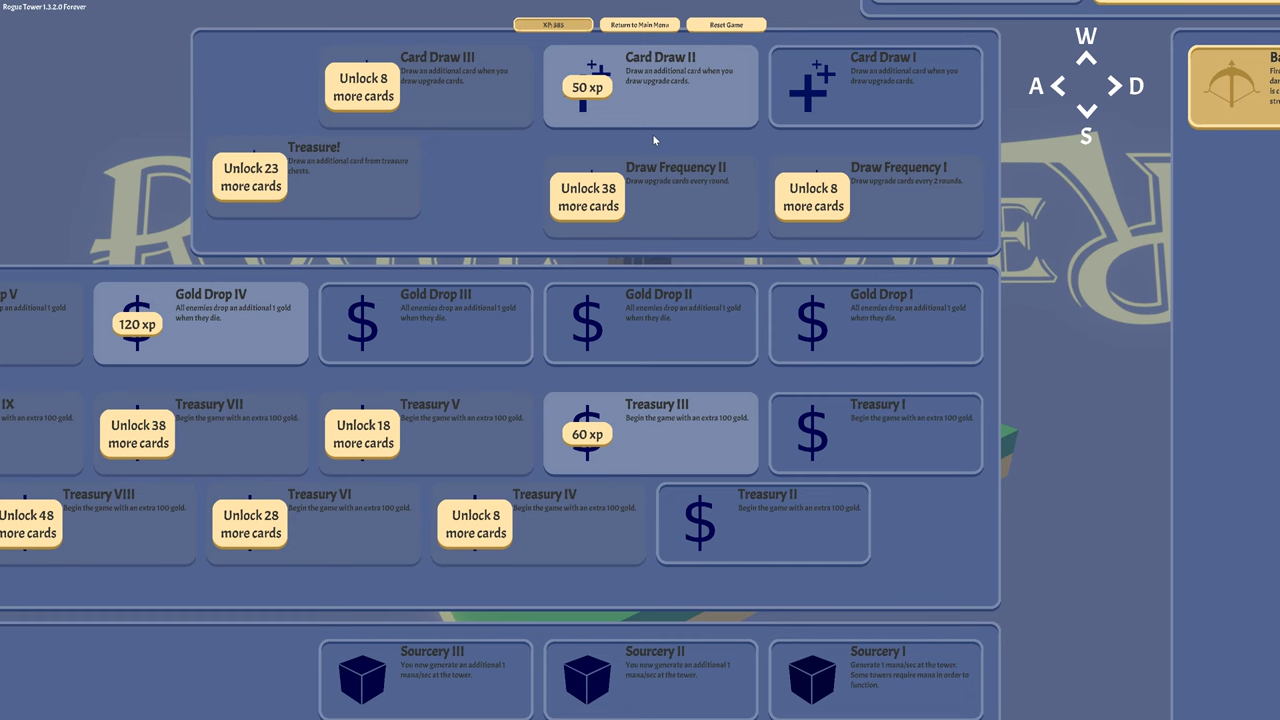 Rogue Tower 1.3.2.0 Forever
XP: 385
Return to Main Menu
Reset Game
W
A
D
S
Card Draw III
Draw an additional card when you
draw upgrade cards.
Unlock 8
more cards
Card Draw II
Draw an additional card when you
draw upgrade cards.
50 xp
Card Draw I
Draw an additional card when you
draw upgrade cards.
Treasure!
Draw an additional card from treasure
chests.
Unlock 23
more cards
Draw Frequency II
Draw upgrade cards every round.
Unlock 38
more cards
Draw Frequency I
Draw upgrade cards every 2 rounds.
Unlock 8
more cards
p V
p an additional 1 gold
Gold Drop IV
All enemies drop an additional 1 gold
when they die.
120 xp
Gold Drop III
All enemies drop an additional 1 gold
when they die.
Gold Drop II
All enemies drop an additional 1 gold
when they die.
Gold Drop I
All enemies drop an additional 1 gold
when they die.
IX
with an extra 100 gold.
Treasury VII
Begin the game with an extra 100 gold.
Unlock 38
more cards
Treasury V
Begin the game with an extra 100 gold.
Unlock 18
more cards
Treasury III
Begin the game with an extra 100 gold.
60 xp
Treasury I
Begin the game with an extra 100 gold.
Treasury VIII
Begin the game with an extra 100 gold.
Unlock 48
more cards
Treasury VI
Begin the game with an extra 100 gold.
Unlock 28
more cards
Treasury IV
Begin the game with an extra 100 gold.
Unlock 8
more cards
Treasury II
Begin the game with an extra 100 gold.
Sourcery III
You now generate an additional 1
mana/sec at the tower.
Sourcery II
You now generate an additional 1
mana/sec at the tower.
Sourcery I
Generate 1 mana/sec at the tower.
Some towers require mana in order to
function.